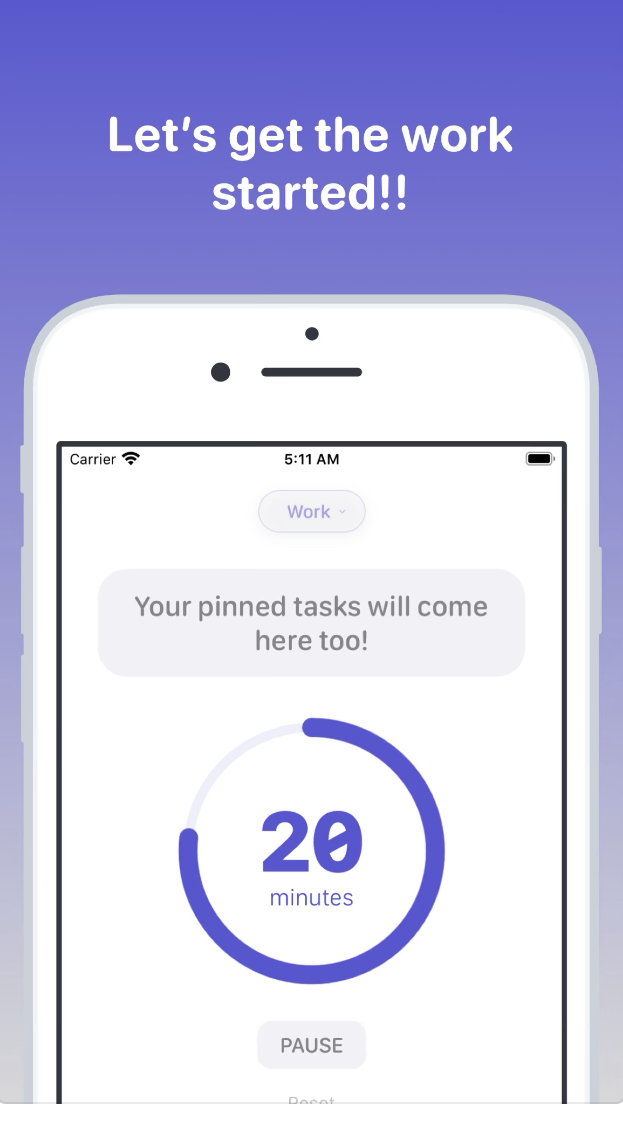 Let's get the work
started!!
Carrier
5:11 AM
Work
Your pinned tasks will come
here too!
20
minutes
PAUSE
Reset